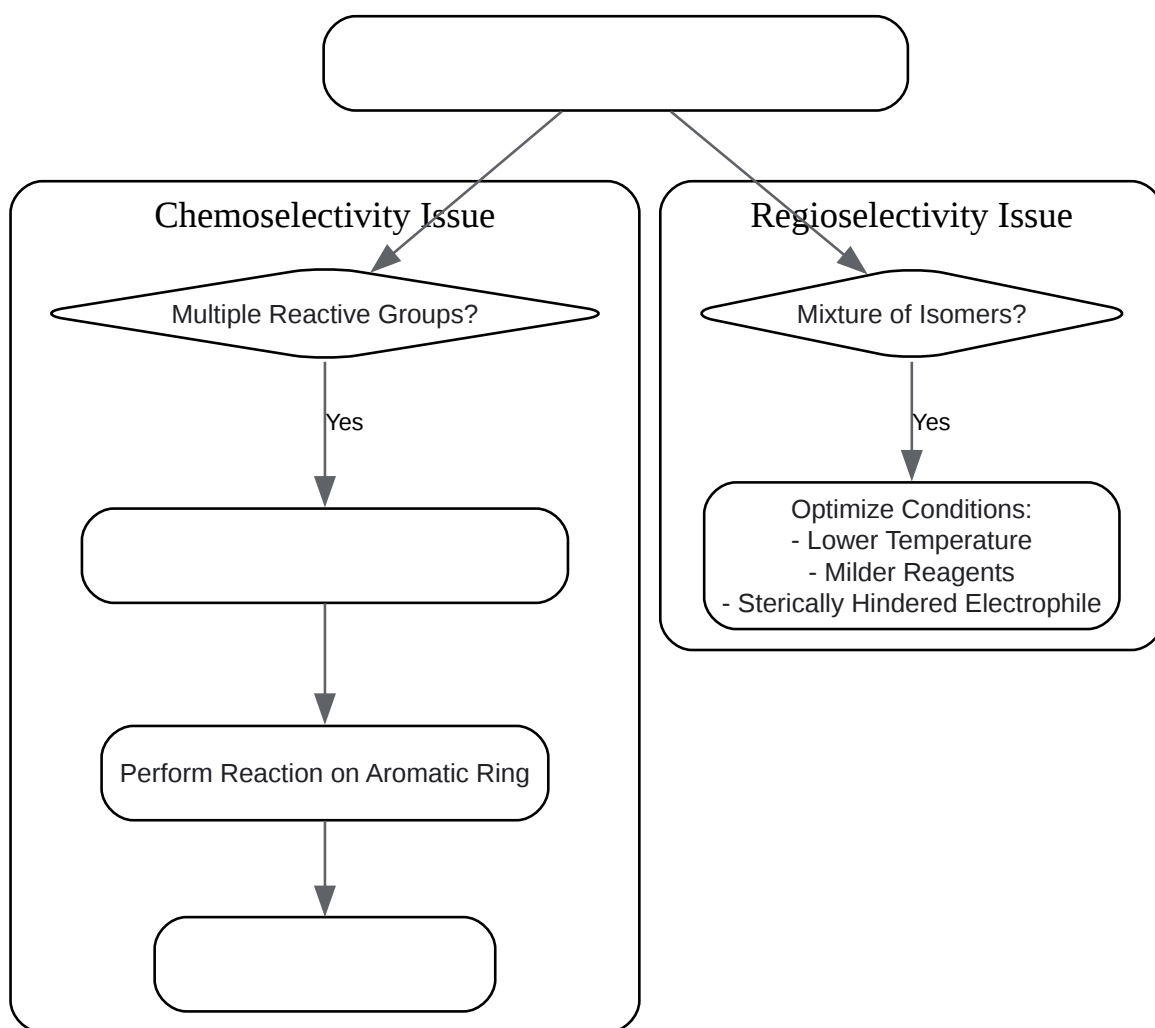 Chemoselectivity Issue
Multiple Reactive Groups?
Yes
Perform Reaction on Aromatic Ring
Regioselectivity Issue
Mixture of Isomers?
Yes
Optimize Conditions:
- Lower Temperature
- Milder Reagents
- Sterically Hindered Electrophile